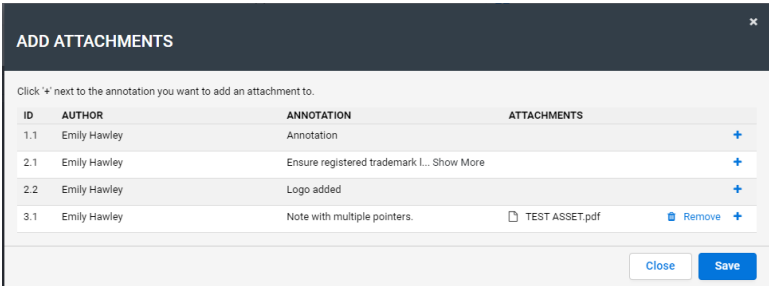 ADD ATTACHMENTS
×
Click '+' next to the annotation you want to add an attachment to.
ID AUTHOR ANNOTATION ATTACHMENTS
1.1 Emily Hawley Annotation +
2.1 Emily Hawley Ensure registered trademark l... Show More +
2.2 Emily Hawley Logo added +
3.1 Emily Hawley Note with multiple pointers. TEST ASSET.pdf Remove +
Close Save